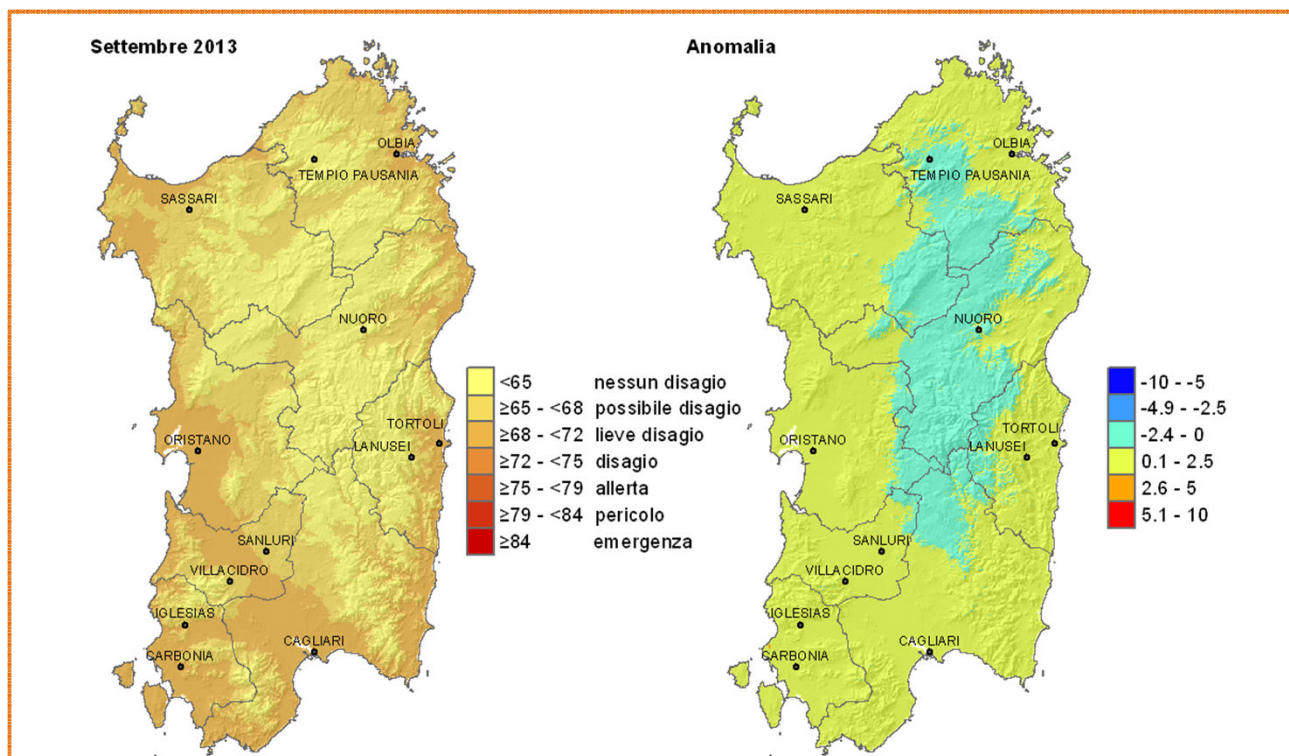 Settembre 2013
OLBIA
TEMPIO PAUSANIA
SASSARI
NUORO
ORISTANO
TORTOLI
LANUSEI
SANLURI
VILLACIDRO
IGLESIAS
CARBONIA
CAGLIARI
<65 nessun disagio
≥65 - <68 possibile disagio
≥68 - <72 lieve disagio
≥72 - <75 disagio
≥75 - <79 allerta
≥79 - <84 pericolo
≥84 emergenza
Anomalia
OLBIA
TEMPIO PAUSANIA
SASSARI
NUORO
ORISTANO
TORTOLI
LANUSEI
SANLURI
VILLACIDRO
IGLESIAS
CARBONIA
CAGLIARI
-10 - -5
-4.9 - -2.5
-2.4 - 0
0.1 - 2.5
2.6 - 5
5.1 - 10